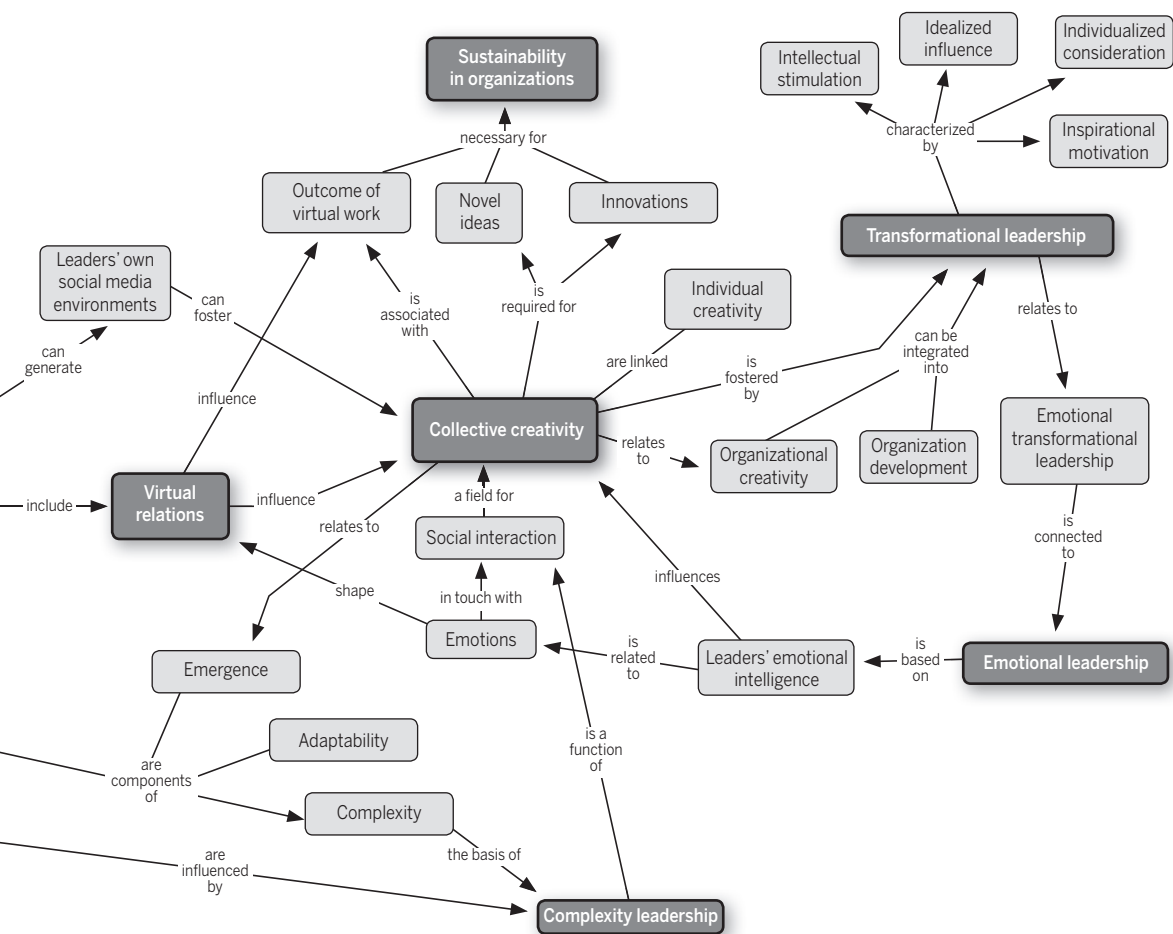 Idealized
influence
Individualized
consideration
Intellectual
stimulation
Sustainability
in organizations
characterized
by
Inspirational
motivation
necessary for
Outcome of
virtual work
Novel
ideas
Innovations
Transformational leadership
Leaders' own
social media
environments
can
foster
is
associated
with
is
required for
Individual
creativity
relates to
can be
integrated
into
can
generate
are linked
is
fostered
by
influence
Collective creativity
relates
to
Organizational
creativity
Organization
development
Emotional
transformational
leadership
include
Virtual
relations
influence
a field for
relates to
Social interaction
is
connected
to
shape
in touch with
influences
Emotions
is
related
to
Leaders' emotional
intelligence
is
based
on
Emotional leadership
Emergence
Adaptability
is a
function
of
are
components
of
Complexity
the basis of
are
influenced
by
Complexity leadership